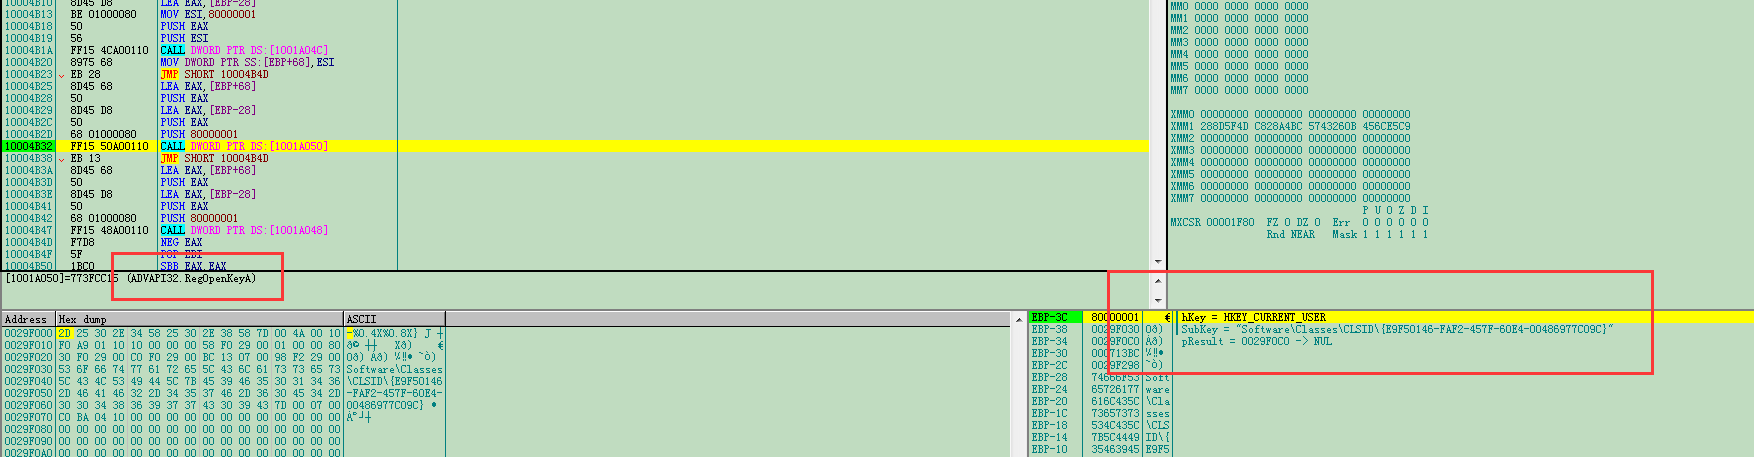 10004B10 8D45 D8 LEA EAX,[EBP-28]
10004B13 BE 01000080 MOV ESI,80000001
10004B18 50 PUSH EAX
10004B19 56 PUSH ESI
10004B1A FF15 4CA00110 CALL DWORD PTR DS:[1001A04C]
10004B20 8975 68 MOV DWORD PTR SS:[EBP+68],ESI
10004B23 EB 28 JMP SHORT 10004B4D
10004B25 8D45 68 LEA EAX,[EBP+68]
10004B28 50 PUSH EAX
10004B29 8D45 D8 LEA EAX,[EBP-28]
10004B2C 50 PUSH EAX
10004B2D 68 01000080 PUSH 80000001
10004B32 FF15 50A00110 CALL DWORD PTR DS:[1001A050]
10004B38 EB 13 JMP SHORT 10004B4D
10004B3A 8D45 68 LEA EAX,[EBP+68]
10004B3D 50 PUSH EAX
10004B3E 8D45 D8 LEA EAX,[EBP-28]
10004B41 50 PUSH EAX
10004B42 68 01000080 PUSH 80000001
10004B47 FF15 48A00110 CALL DWORD PTR DS:[1001A048]
10004B4D F7D8 NEG EAX
10004B4F 5F POP EDI
10004B50 1BC0 SBB EAX,EAX
[1001A050]=773FCC15 (ADVAPI32.RegOpenKeyA)
MM0 0000 0000 0000 0000
MM1 0000 0000 0000 0000
MM2 0000 0000 0000 0000
MM3 0000 0000 0000 0000
MM4 0000 0000 0000 0000
MM5 0000 0000 0000 0000
MM6 0000 0000 0000 0000
MM7 0000 0000 0000 0000
XMM0 00000000 00000000 00000000 00000000
XMM1 288D5F4D C828A4BC 5743260B 456CE5C9
XMM2 00000000 00000000 00000000 00000000
XMM3 00000000 00000000 00000000 00000000
XMM4 00000000 00000000 00000000 00000000
XMM5 00000000 00000000 00000000 00000000
XMM6 00000000 00000000 00000000 00000000
XMM7 00000000 00000000 00000000 00000000
P U O Z D I
MXCSR 00001F80 FZ 0 DZ 0 Err 0 0 0 0 0 0
Rnd NEAR Mask 1 1 1 1 1 1
Address Hex dump ASCII
0029F000 2D 25 30 2E 34 58 25 30 2E 38 58 7D 00 4A 00 10 -%0.4X%0.8X} J
0029F010 F0 A9 01 10 10 00 00 00 58 F0 29 00 01 00 00 80
0029F020 30 F0 29 00 C0 F0 29 00 BC 13 07 00 98 F2 29 00
0029F030 53 6F 66 74 77 61 72 65 5C 43 6C 61 73 73 65 73 Software\Classes
0029F040 5C 43 4C 53 49 44 5C 7B 45 39 46 35 30 31 34 36 \CLSID\{E9F50146
0029F050 2D 46 41 46 32 2D 34 35 37 46 2D 36 30 45 34 2D -FAF2-457F-60E4-
0029F060 30 30 34 38 36 39 37 37 43 30 39 43 7D 00 07 00 00486977C09C}
0029F070 C0 BA 04 10 00 00 00 00 00 00 00 00 00 00 00 00
0029F080 00 00 00 00 00 00 00 00 00 00 00 00 00 00 00 00
0029F090 00 00 00 00 00 00 00 00 00 00 00 00 00 00 00 00
0029F0A0 00 00 00 00 00 00 00 00 00 00 00 00 00 00 00 00
EBP-3C 80000001 € hKey = HKEY_CURRENT_USER
EBP-38 0029F030 0ð) SubKey = "Software\Classes\CLSID\{E9F50146-FAF2-457F-60E4-00486977C09C}"
EBP-34 0029F0C0 Àð) pResult = 0029F0C0 -> NUL
EBP-30 000713BC
EBP-2C 0029F298
EBP-28 74666F53 Soft
EBP-24 65726177 ware
EBP-20 616C435C \Cla
EBP-1C 73657373 sses
EBP-18 534C435C \CLS
EBP-14 7B5C4449 ID\{
EBP-10 35463945 E9F5